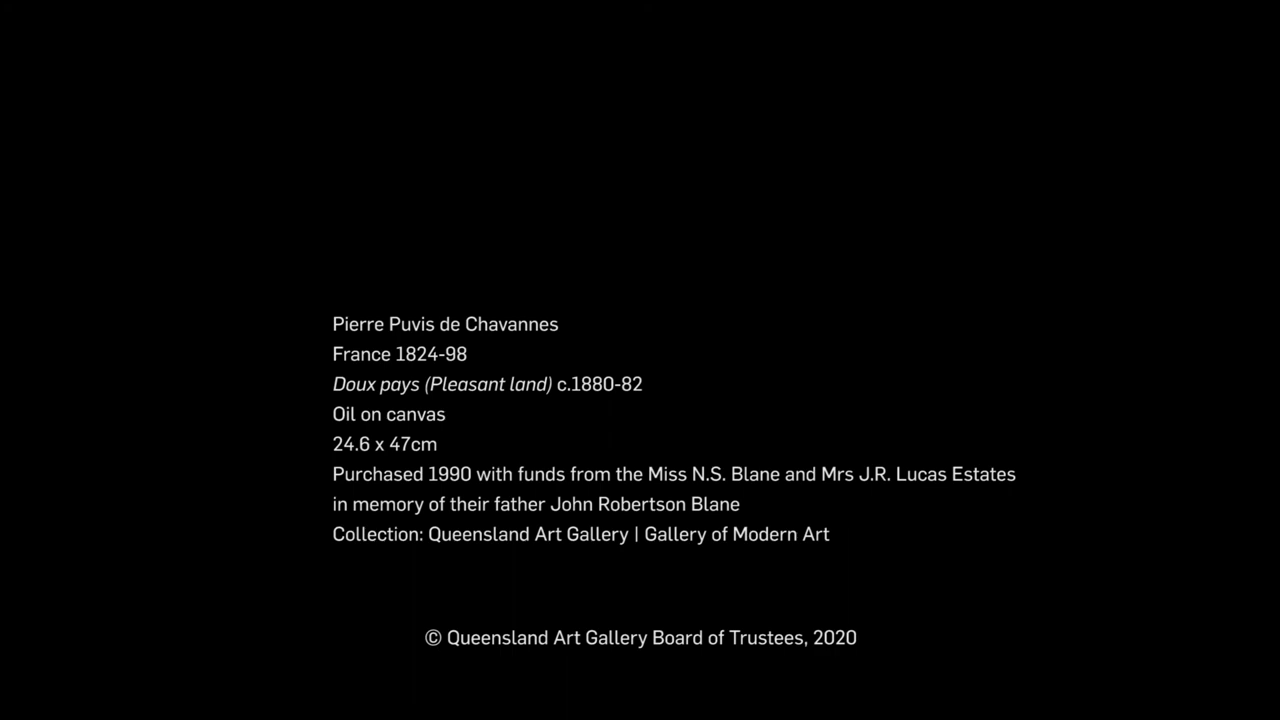 Pierre Puvis de Chavannes
France 1824-98
Doux pays (Pleasant land) c.1880-82
Oil on canvas
24.6 x 47cm
Purchased 1990 with funds from the Miss N.S. Blane and Mrs J.R. Lucas Estates
in memory of their father John Robertson Blane
Collection: Queensland Art Gallery | Gallery of Modern Art
© Queensland Art Gallery Board of Trustees, 2020